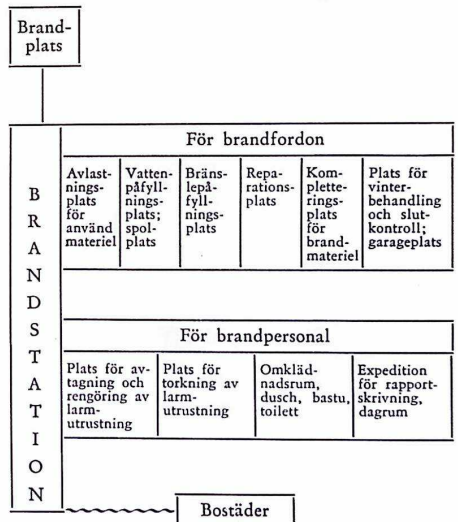 Brand-
plats
BRANDSTATION
För brandfordon
Avlast-
nings-
plats
för
använd
materiel
Vatten-
påfyll-
nings-
plats;
spol-
plats
Bräns-
lepå-
fyll-
nings-
plats
Repa-
rations-
plats
Kom-
plette-
rings-
plats
för
brand-
materiel
Plats för
vinter-
behandling
och slut-
kontroll;
garageplats
För brandpersonal
Plats för av-
tagning och
rengöring av
larm-
utrustning
Plats för
torkning av
larm-
utrustning
Omkläd-
nadsrum,
dusch, bastu,
toilett
Expedition
för rapport-
skrivning,
dagrum
Bostäder